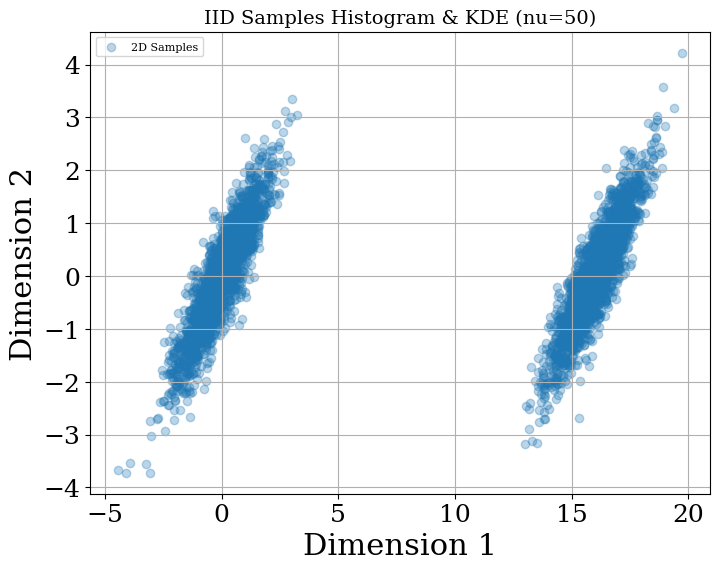 IID Samples Histogram & KDE (nu=50)
2D Samples
4
3
2
1
0
−1
−2
−3
−4
Dimension 2
−5 0 5 10 15 20
Dimension 1